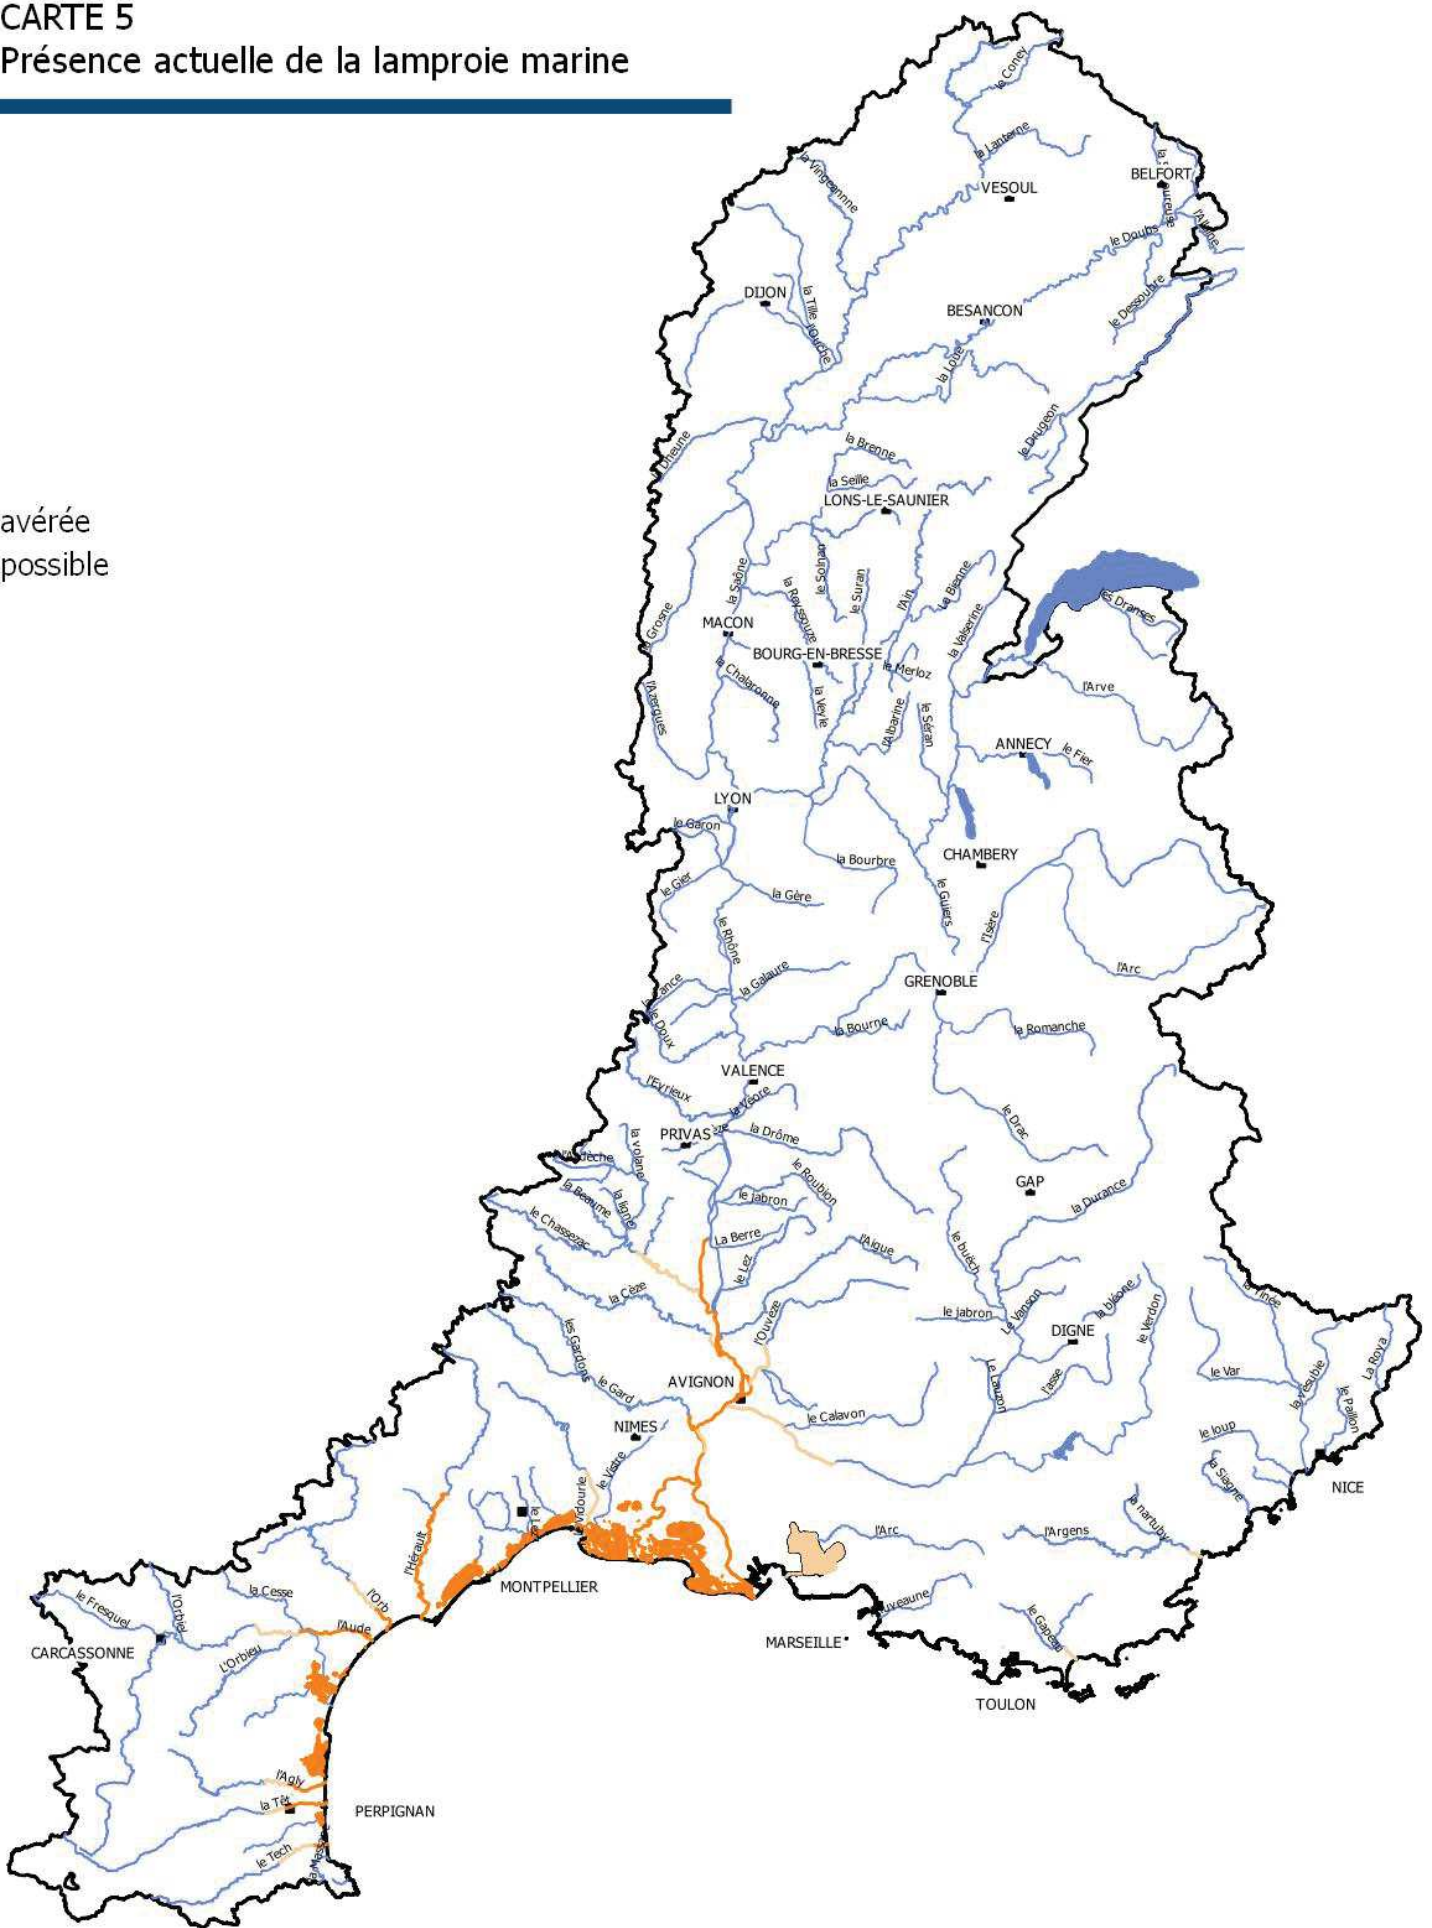 CARTE 5
Présence actuelle de la lamproie marine
le Coney
la Lanterne
la Vingeannne
VESOUL
BELFORT
l'Allaine
le Doubs
DIJON
la Tille
l'Ouche
BESANCON
le Dessoubre
la Loue
le Drugeon
la Dheune
la Brenne
la Seille
LONS-LE-SAUNIER
avérée
possible
la Saône
le Solnan
la Reyssouze
le Suran
l'Ain
La Bienne
la Valserine
les Dranses
la Grosne
MACON
BOURG-EN-BRESSE
le Merloz
la Chalaronne
l'Azergues
la Veyle
l'Albarine
le Séran
l'Arve
ANNECY
le Fier
LYON
le Garon
la Bourbre
CHAMBERY
le Gier
la Gère
le Guiers
l'Isère
le Rhône
l'Arc
la Galaure
GRENOBLE
le Doux
la Bourne
la Romanche
VALENCE
l'Eyrieux
la Véore
PRIVAS
la Drôme
le Drac
la volane
la Beaume
la ligne
le Roubion
le jabron
GAP
la Durance
le Chassezac
La Berre
l'Aigue
le buëch
le Lez
la Cèze
l'Ouvèze
le jabron
Le Vanson
la bléone
le Verdon
la Tinée
DIGNE
les Gardons
le Gard
AVIGNON
Le Lauzon
l'asse
le Var
la vésubie
La Roya
le Paillon
le Calavon
NIMES
le Vistre
le loup
la Siagne
NICE
le Vidourle
le Lez
la nartuby
l'Arc
l'Argens
l'Hérault
MONTPELLIER
l'Orb
la Cesse
le Fresquel
l'Orbiel
l'Aude
CARCASSONNE
L'Orbieu
MARSEILLE
le Gapeau
TOULON
l'Agly
la Têt
PERPIGNAN
le Tech